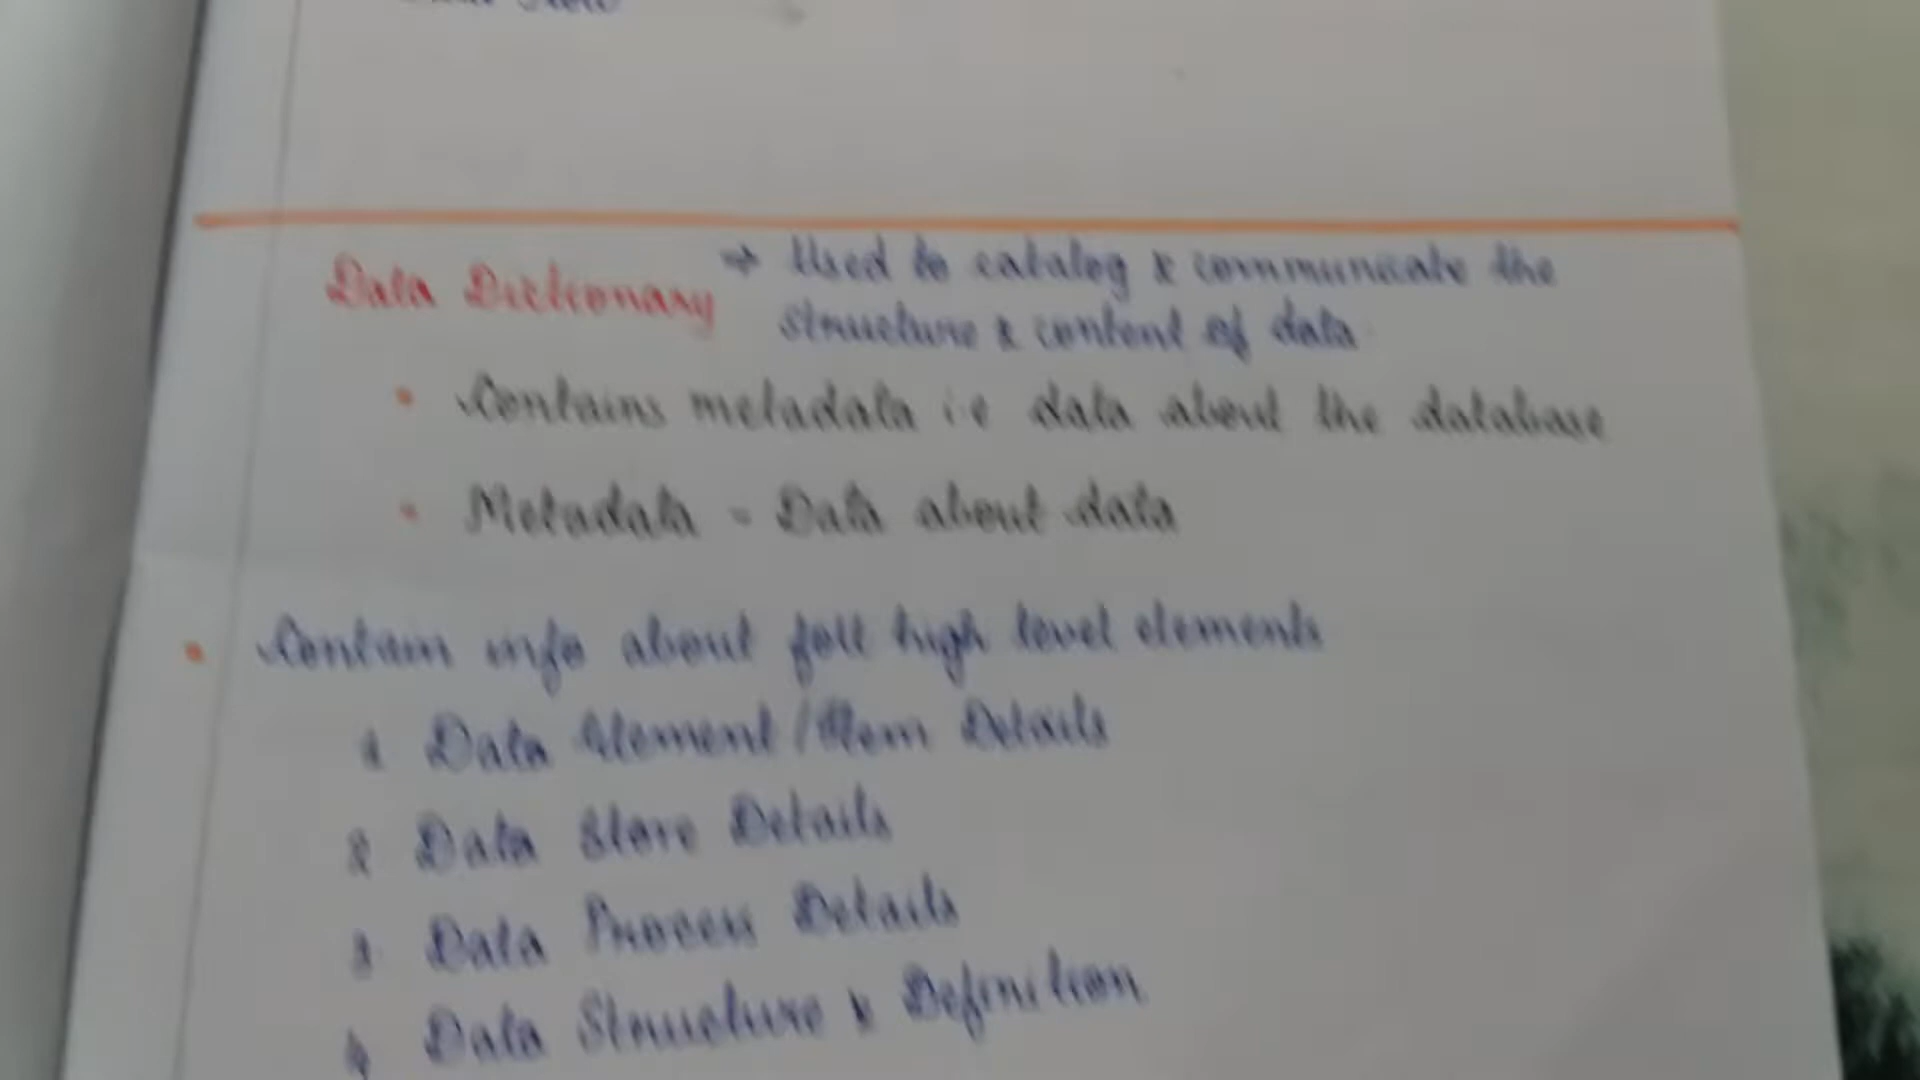 Data Dictionary → Used to catalog & communicate the
structure & content of data
• Contains metadata i.e data about the database
• Metadata - Data about data
• Contain info about foll high level elements
1 Data Element / Item Details
2 Data Store Details
3 Data Process Details
4 Data Structure & Definition